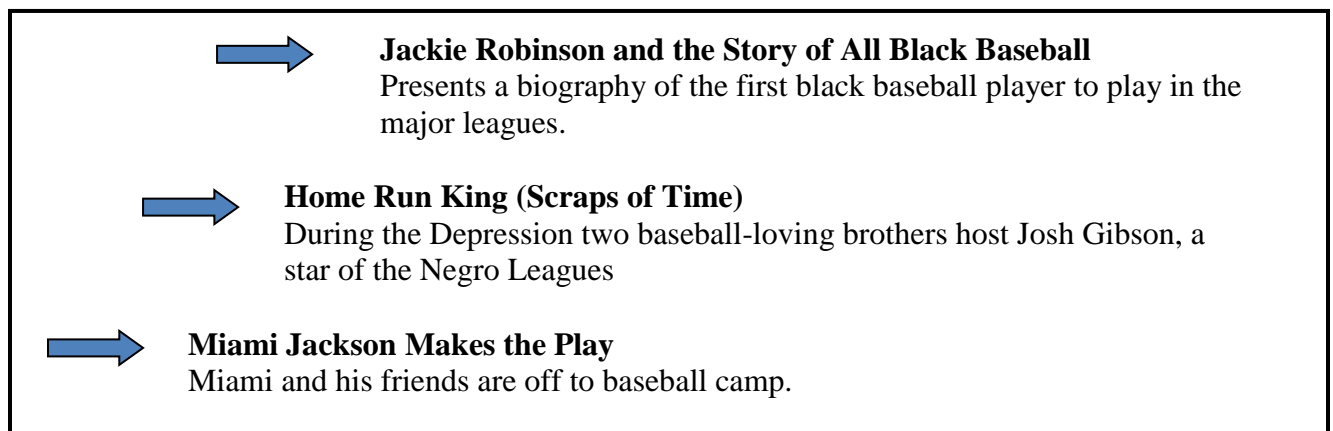 Jackie Robinson and the Story of All Black Baseball
Presents a biography of the first black baseball player to play in the
major leagues.
Home Run King (Scraps of Time)
During the Depression two baseball-loving brothers host Josh Gibson, a
star of the Negro Leagues
Miami Jackson Makes the Play
Miami and his friends are off to baseball camp.